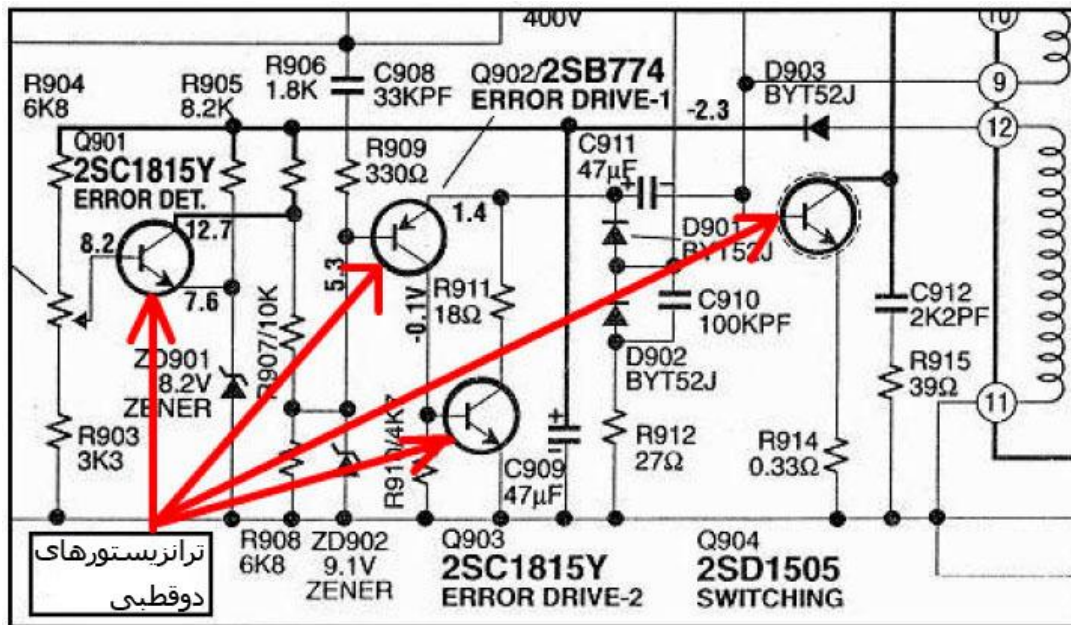 400V
10
R904
6K8
R905
8.2K
R906
1.8K
C908
33KPF
Q902/2SB774
ERROR DRIVE-1
D903
BYT52J
9
-2.3
12
Q901
2SC1815Y
ERROR DET.
R909
330Ω
C911
47µF
1.4
8.2
12.7
7.6
5.3
-0.1V
D901
BYT52J
R911
18Ω
C910
100KPF
C912
2K2PF
ZD901
8.2V
ZENER
R907/10K
D902
BYT52J
R915
39Ω
11
R903
3K3
R910/4K7
C909
47µF
R912
27Ω
R914
0.33Ω
ترانزیستورهای
دوقطبی
R908
6K8
ZD902
9.1V
ZENER
Q903
2SC1815Y
ERROR DRIVE-2
Q904
2SD1505
SWITCHING